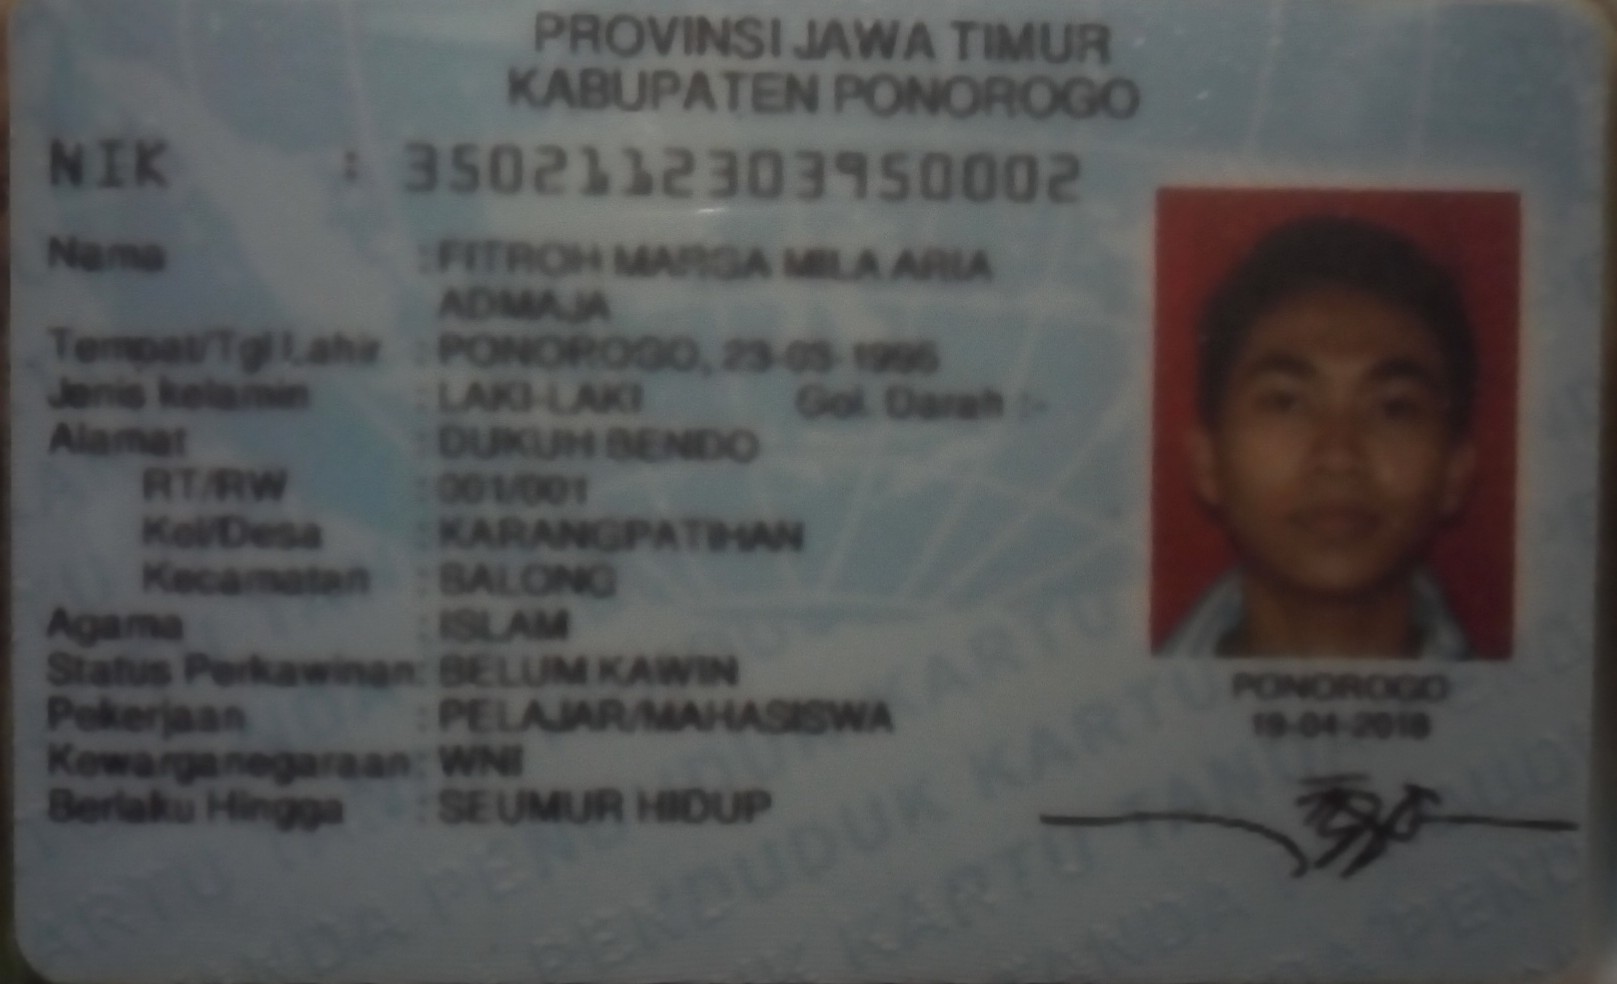 PROVINSI JAWA TIMUR
KABUPATEN PONOROGO
NIK : 3502112303950002
Nama : FITROH MARGA MILA ARIA
ADMAJA
Tempat/Tgl Lahir : PONOROGO, 23-03-1995
Jenis kelamin : LAKI-LAKI Gol. Darah :-
Alamat : DUKUH BENDO
RT/RW : 001/001
Kel/Desa : KARANGPATIHAN
Kecamatan : BALONG
Agama : ISLAM
Status Perkawinan: BELUM KAWIN
Pekerjaan : PELAJAR/MAHASISWA
Kewarganegaraan: WNI
Berlaku Hingga : SEUMUR HIDUP
PONOROGO
19-04-2018